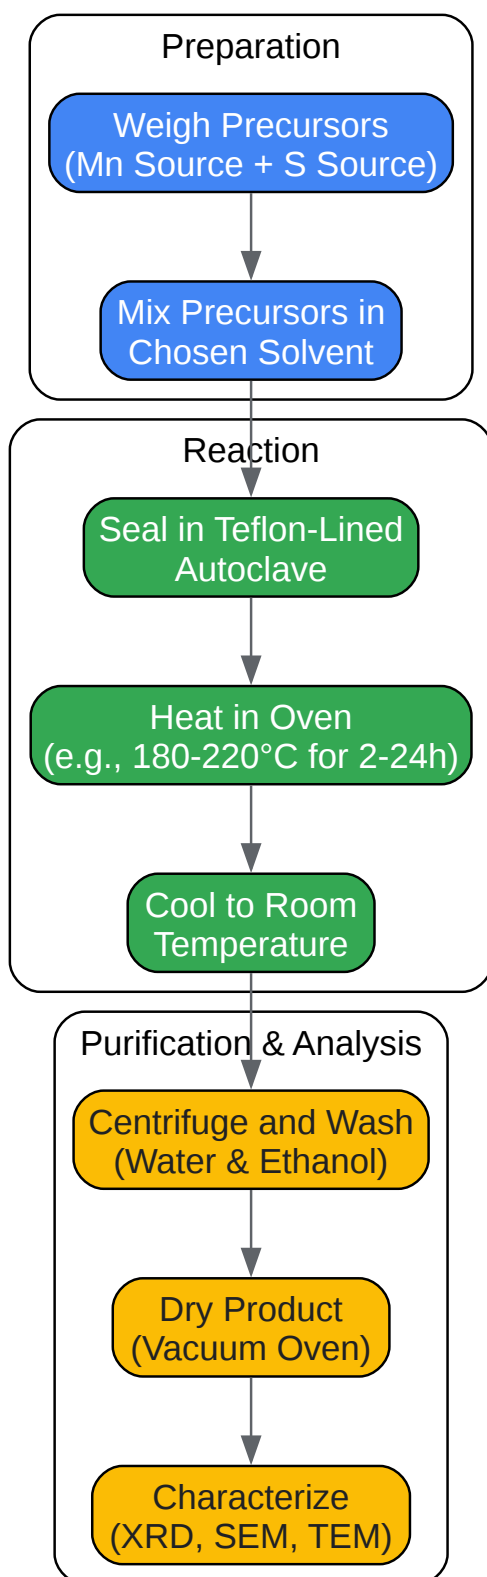 Preparation
Weigh Precursors
(Mn Source + S Source)
Mix Precursors in
Chosen Solvent
Reaction
Seal in Teflon-Lined
Autoclave
Heat in Oven
(e.g., 180-220°C for 2-24h)
Cool to Room
Temperature
Purification & Analysis
Centrifuge and Wash
(Water & Ethanol)
Dry Product
(Vacuum Oven)
Characterize
(XRD, SEM, TEM)